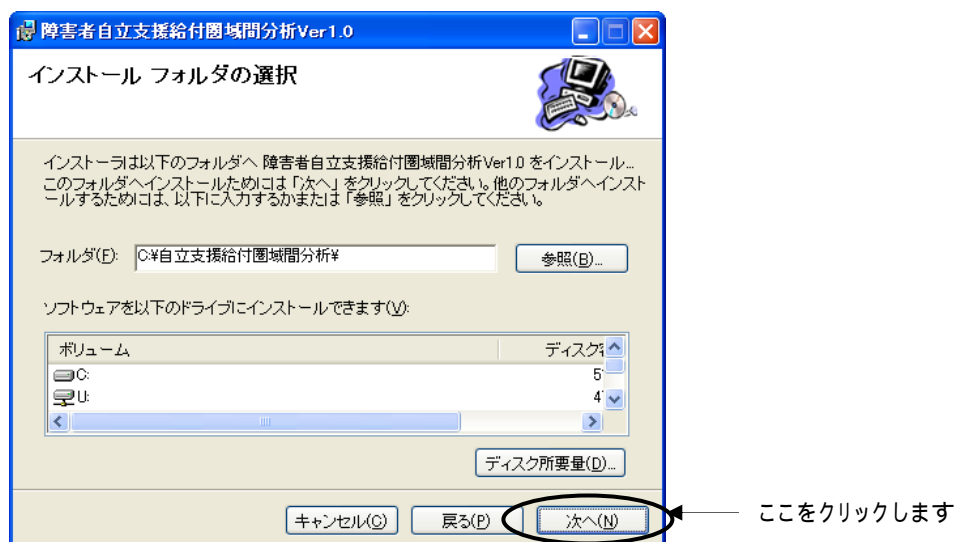 障害者自立支援給付圏域間分析Ver1.0
インストール フォルダの選択
インストーラは以下のフォルダへ 障害者自立支援給付圏域間分析Ver1.0 をインストール...
このフォルダへインストールためには「次へ」をクリックしてください。他のフォルダへインスト
ールするためには、以下に入力するかまたは「参照」をクリックしてください。
フォルダ(F): C:¥自立支援給付圏域間分析¥ 参照(B)...
ソフトウェアを以下のドライブにインストールできます(V):
ボリューム ディスク
C: 5
U: 4
ディスク所要量(D)...
キャンセル(C) 戻る(P) 次へ(N) ここをクリックします